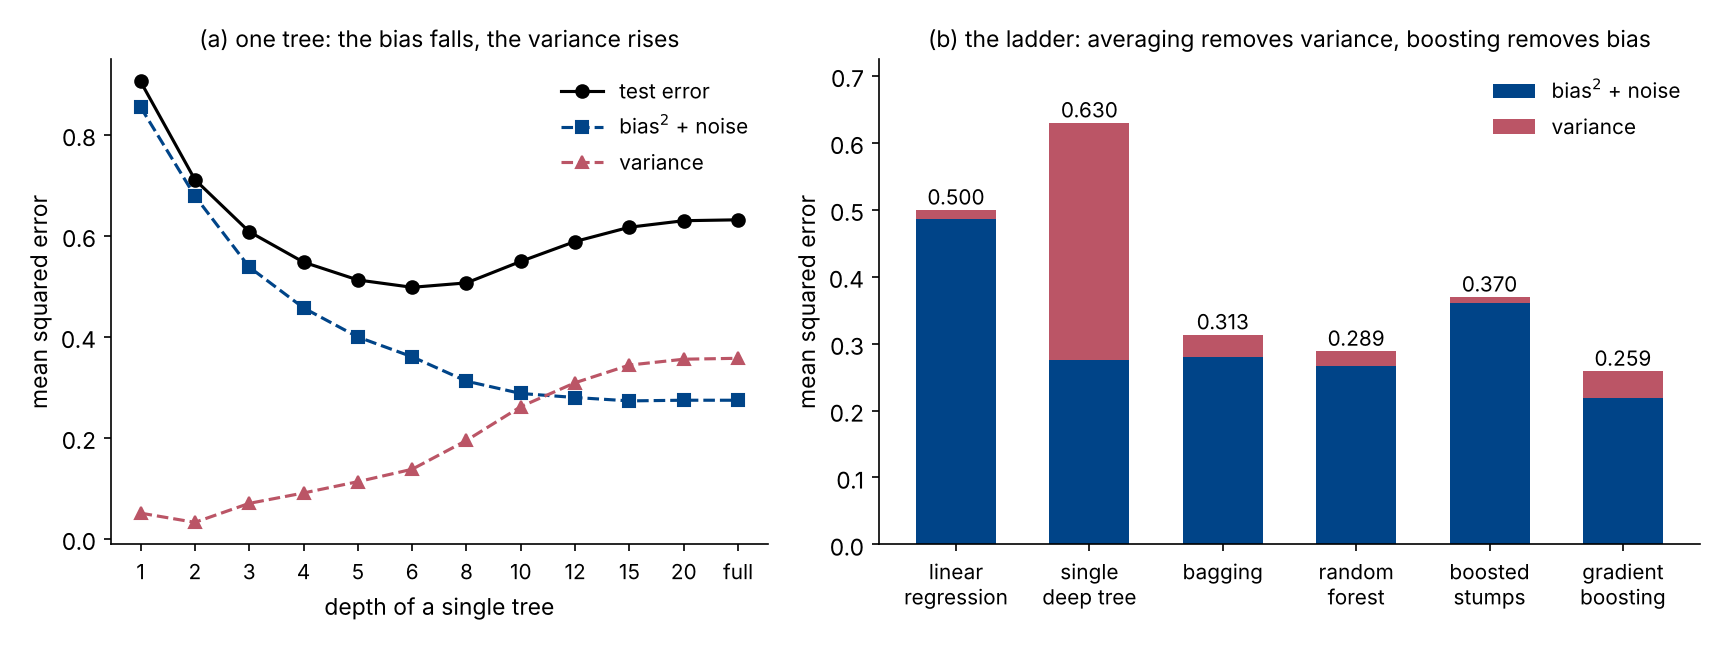 (a) one tree: the bias falls, the variance rises
test error
bias² + noise
variance
mean squared error
0.8
0.6
0.4
0.2
0.0
1 2 3 4 5 6 8 10 12 15 20 full
depth of a single tree
(b) the ladder: averaging removes variance, boosting removes bias
bias² + noise
variance
mean squared error
0.7
0.6
0.5
0.4
0.3
0.2
0.1
0.0
0.500
0.630
0.313
0.289
0.370
0.259
linear
regression
single
deep tree
bagging
random
forest
boosted
stumps
gradient
boosting